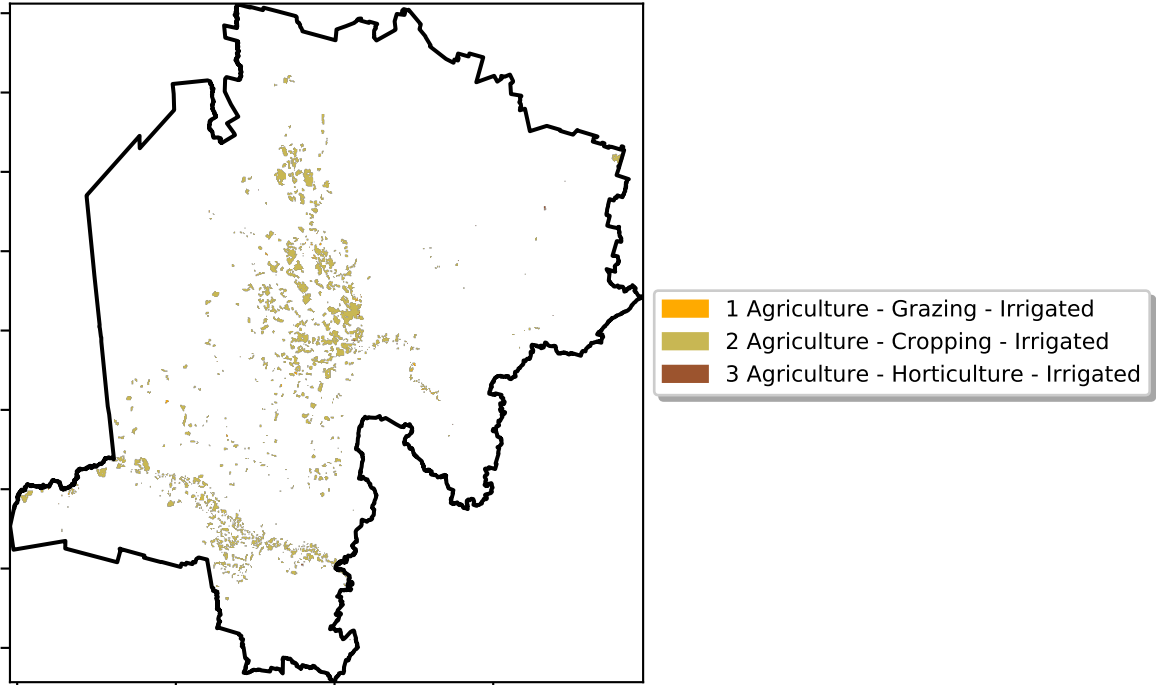 1 Agriculture - Grazing - Irrigated
2 Agriculture - Cropping - Irrigated
3 Agriculture - Horticulture - Irrigated